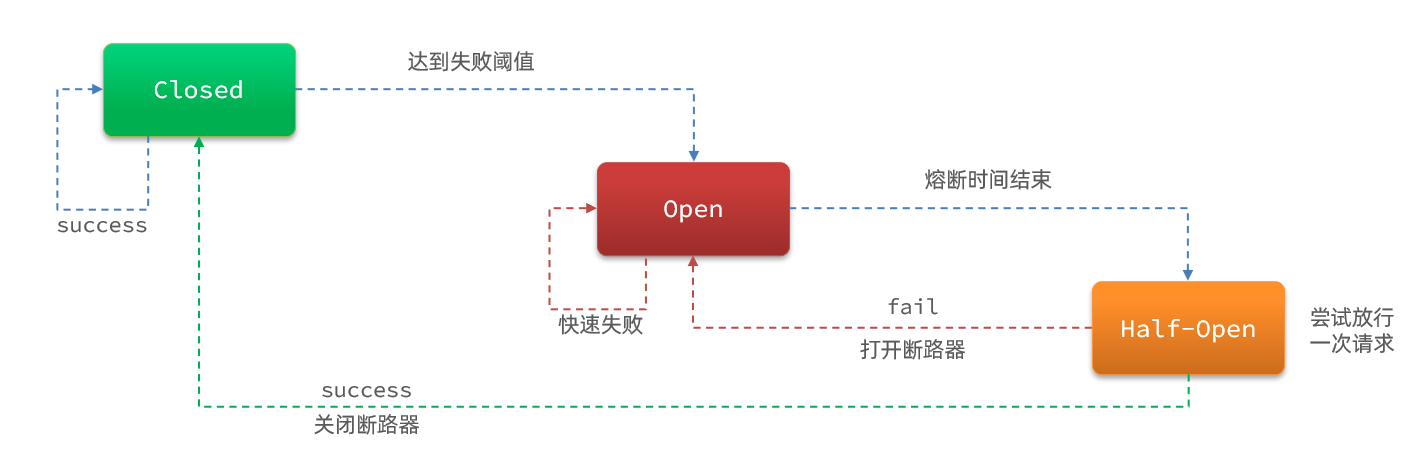 达到失败阈值
Closed
熔断时间结束
Open
success
fail
尝试放行
一次请求
Half-Open
快速失败
打开断路器
success
关闭断路器